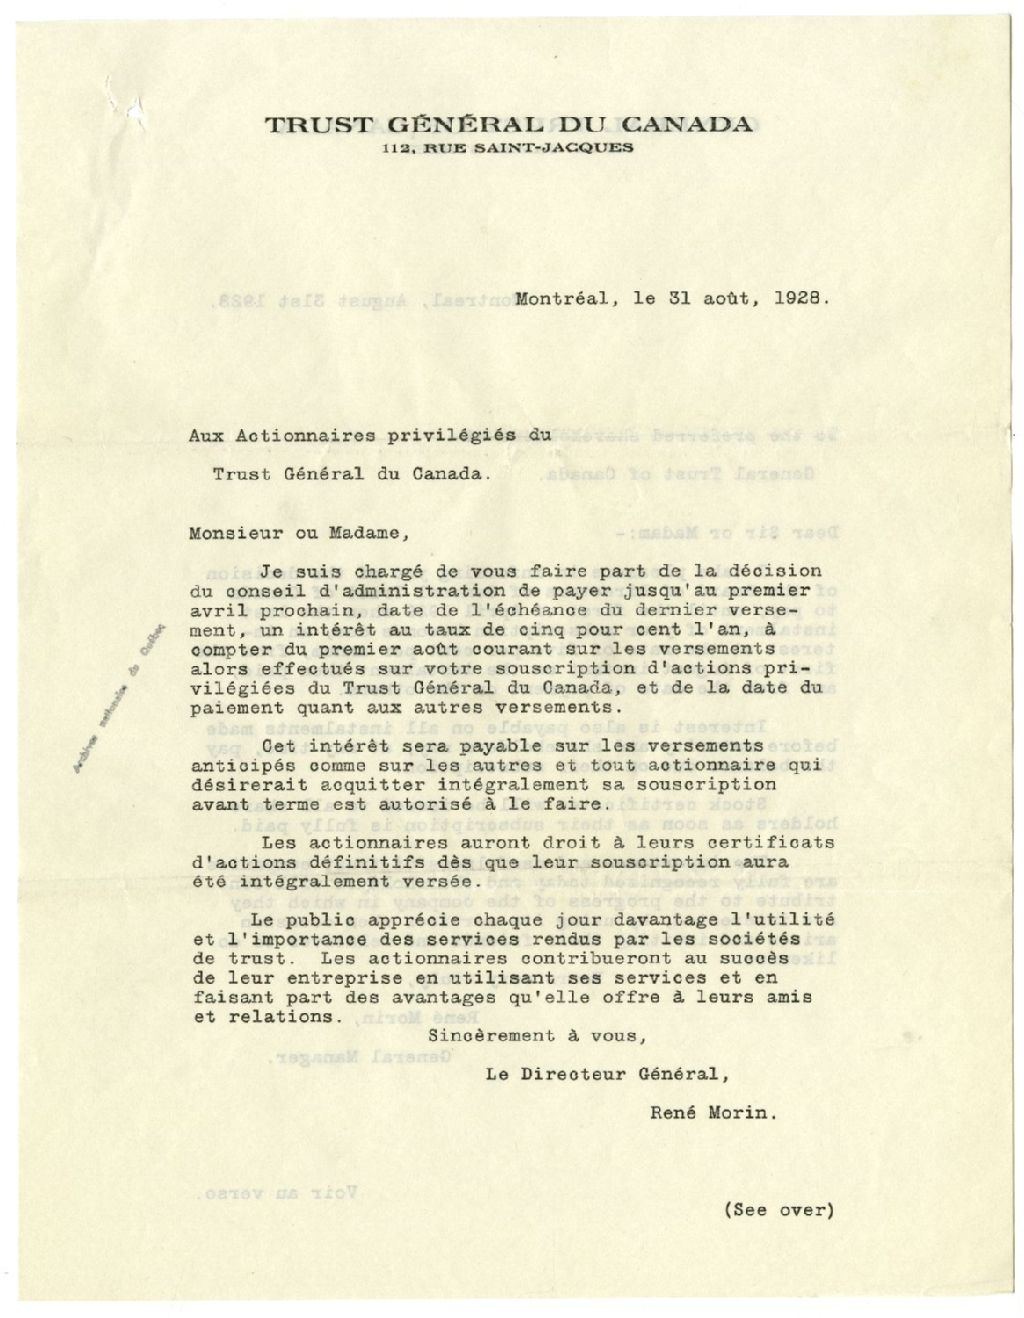 TRUST GÉNÉRAL DU CANADA
112, RUE SAINT-JACQUES
Montréal, le 31 août, 1928.
Aux Actionnaires privilégiés du
Trust Général du Canada.
Monsieur ou Madame,
Je suis chargé de vous faire part de la décision
du conseil d'administration de payer jusqu'au premier
avril prochain, date de l'échéance du dernier verse-
ment, un intérêt au taux de cinq pour cent l'an, à
compter du premier août courant sur les versements
alors effectués sur votre souscription d'actions pri-
vilégiées du Trust Général du Canada, et de la date du
paiement quant aux autres versements.
Cet intérêt sera payable sur les versements
anticipés comme sur les autres et tout actionnaire qui
désirerait acquitter intégralement sa souscription
avant terme est autorisé à le faire.
Les actionnaires auront droit à leurs certificats
d'actions définitifs dès que leur souscription aura
été intégralement versée.
Le public apprécie chaque jour davantage l'utilité
et l'importance des services rendus par les sociétés
de trust. Les actionnaires contribueront au succès
de leur entreprise en utilisant ses services et en
faisant part des avantages qu'elle offre à leurs amis
et relations.
Sincèrement à vous,
Le Directeur Général,
René Morin.
(See over)
Archives nationales du Québec